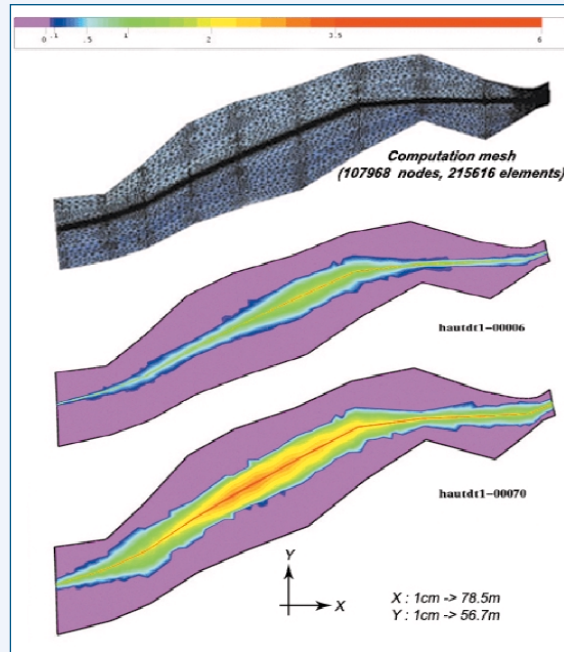 0 .1 .5 1 2 3.5 6
Computation mesh
(107968 nodes, 215616 elements)
hautdt1-00006
hautdt1-00070
Y
X
X : 1cm -> 78.5m
Y : 1cm -> 56.7m